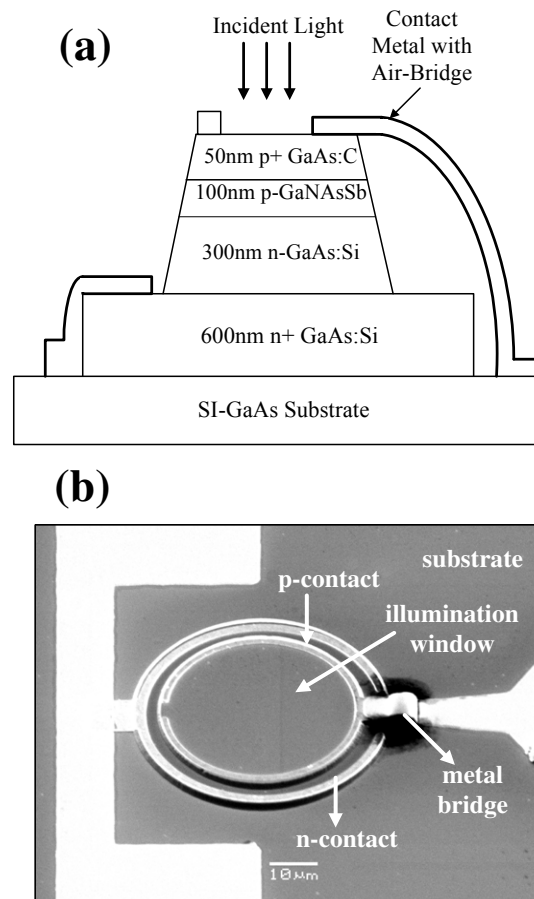 (a)
Incident Light
Contact
Metal with
Air-Bridge
50nm p+ GaAs:C
100nm p-GaNAsSb
300nm n-GaAs:Si
600nm n+ GaAs:Si
SI-GaAs Substrate
(b)
substrate
p-contact
illumination
window
metal
bridge
n-contact
10µm